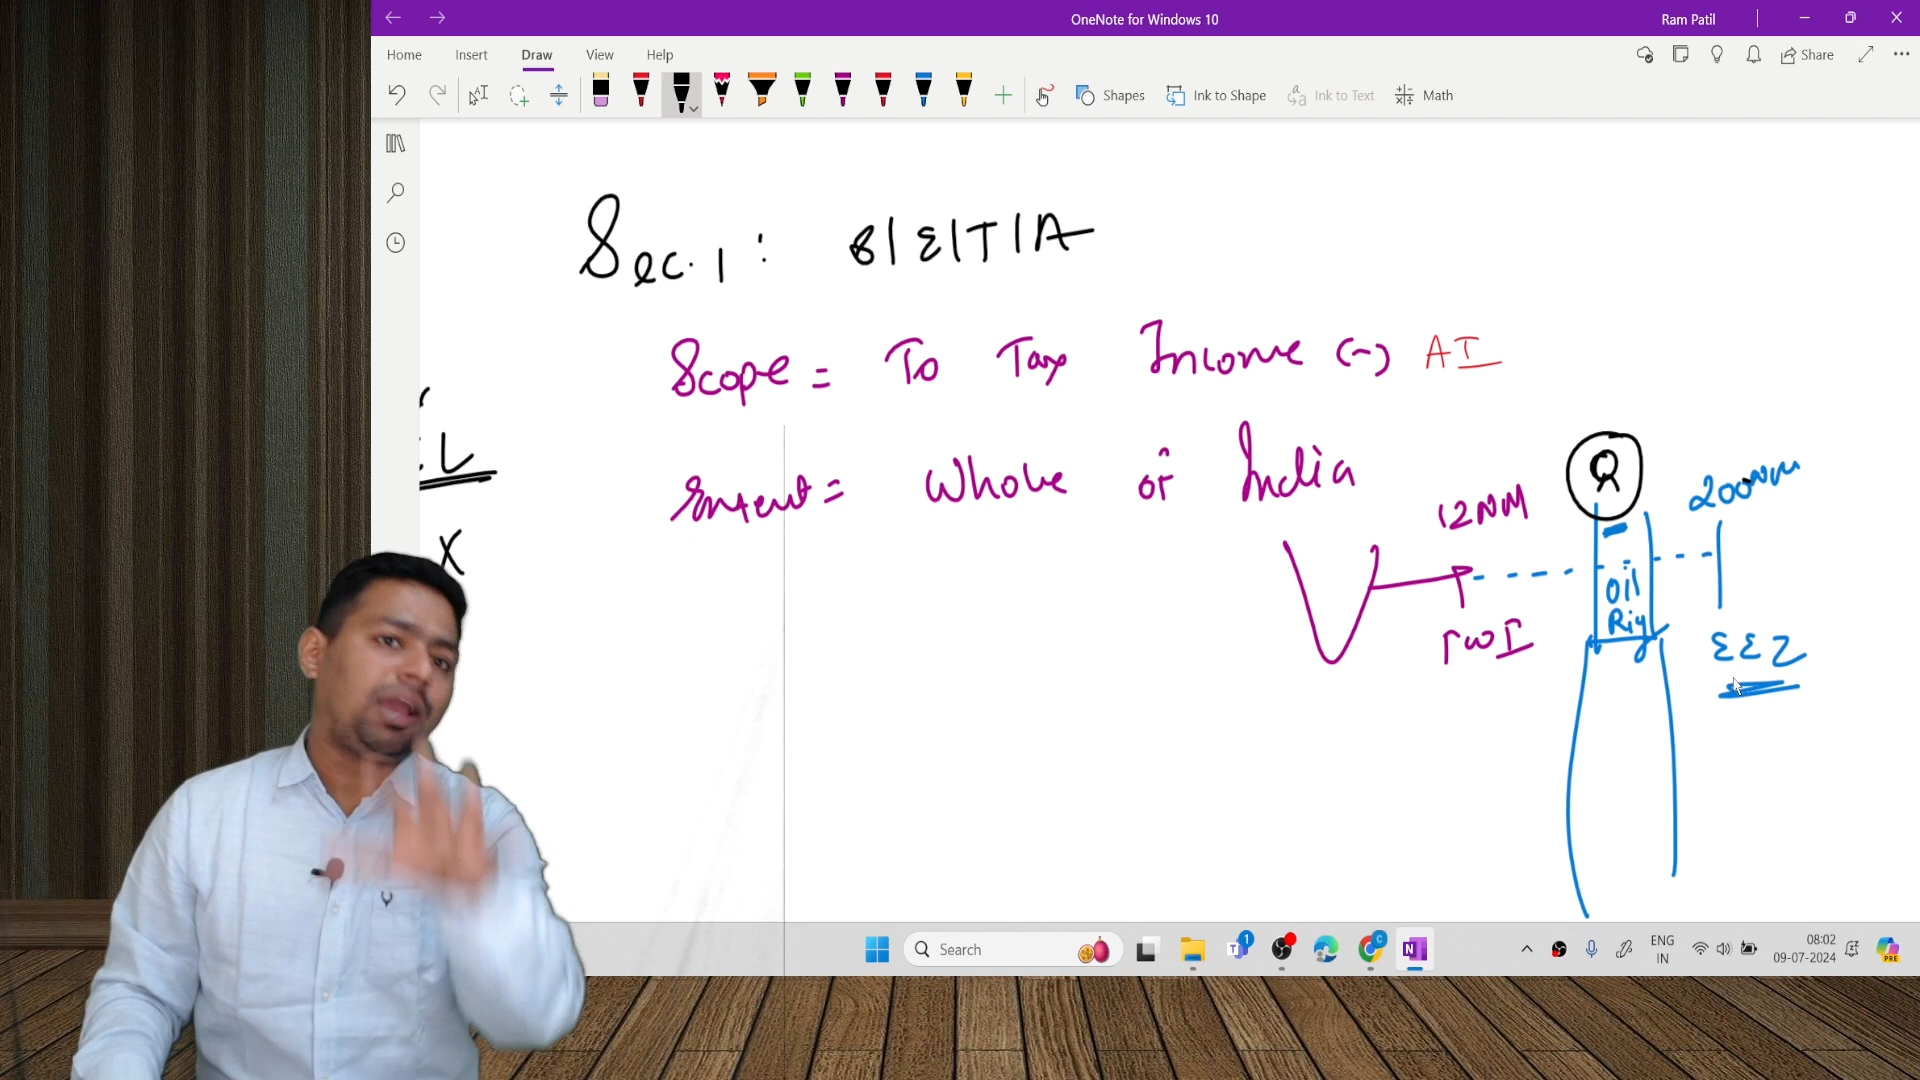 OneNote for Windows 10
Ram Patil
Home Insert Draw View Help
Share
Shapes Ink to Shape Ink to Text Math
Sec. 1 : S|E|T|A
Scope = To Tax Income (-) AI
Extent = Whole of India
L
X
12NM
R
200NM
Oil
Rig
TWI
EEZ
Search
ENG
IN
08:02
09-07-2024
1
C
N
PRE